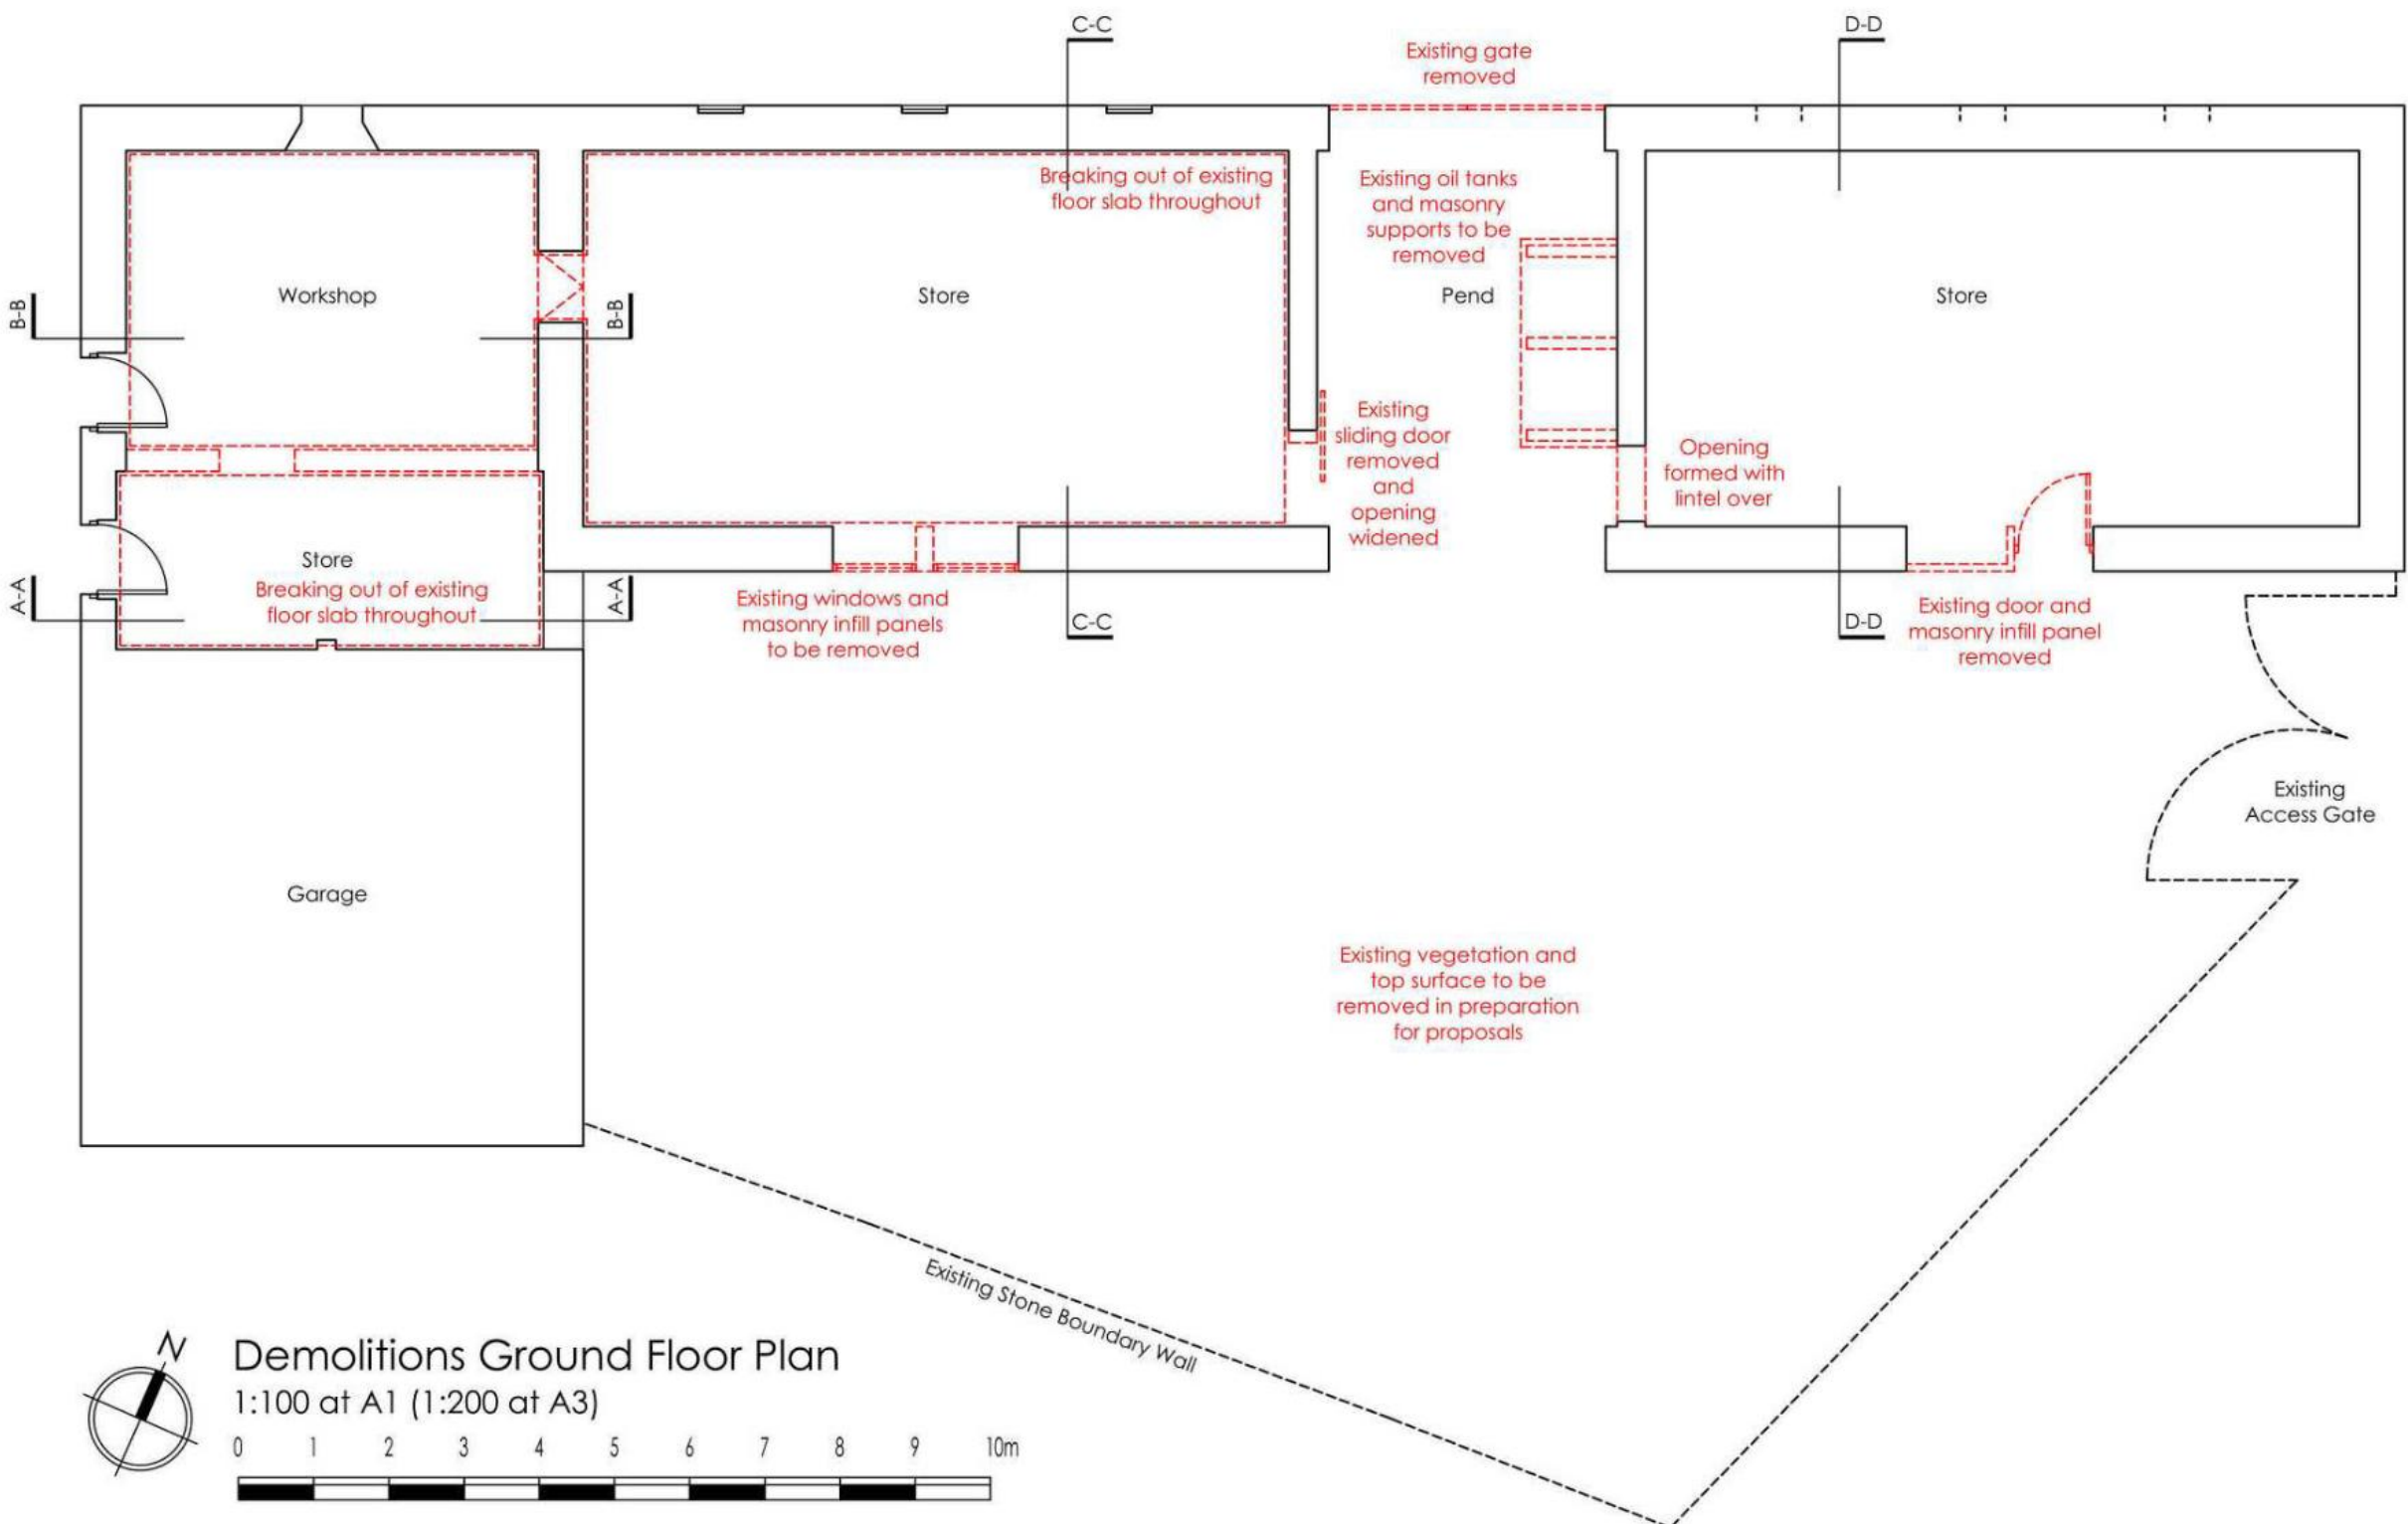 C-C
D-D
Existing gate
removed
Breaking out of existing
floor slab throughout
Existing oil tanks
and masonry
supports to be
removed
Workshop
Store
Pend
Store
B-B
B-B
Existing
sliding door
removed
and
opening
widened
Opening
formed with
lintel over
Store
Breaking out of existing
floor slab throughout
A-A
A-A
Existing windows and
masonry infill panels
to be removed
C-C
D-D
Existing door and
masonry infill panel
removed
Existing
Access Gate
Garage
Existing vegetation and
top surface to be
removed in preparation
for proposals
Existing Stone Boundary Wall
N
Demolitions Ground Floor Plan
1:100 at A1 (1:200 at A3)
0 1 2 3 4 5 6 7 8 9 10m